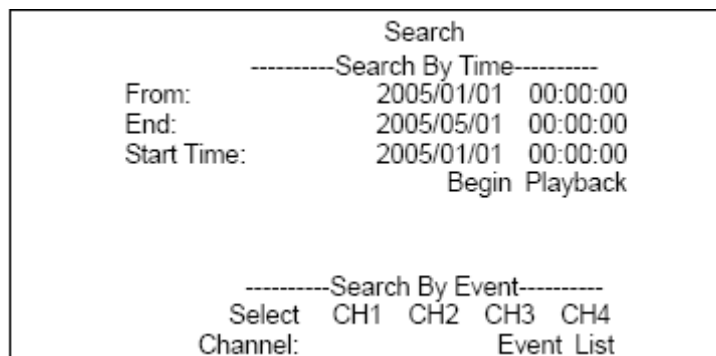 Search
----------Search By Time----------
From: 2005/01/01 00:00:00
End: 2005/05/01 00:00:00
Start Time: 2005/01/01 00:00:00
Begin Playback
----------Search By Event----------
Select CH1 CH2 CH3 CH4
Channel: Event List